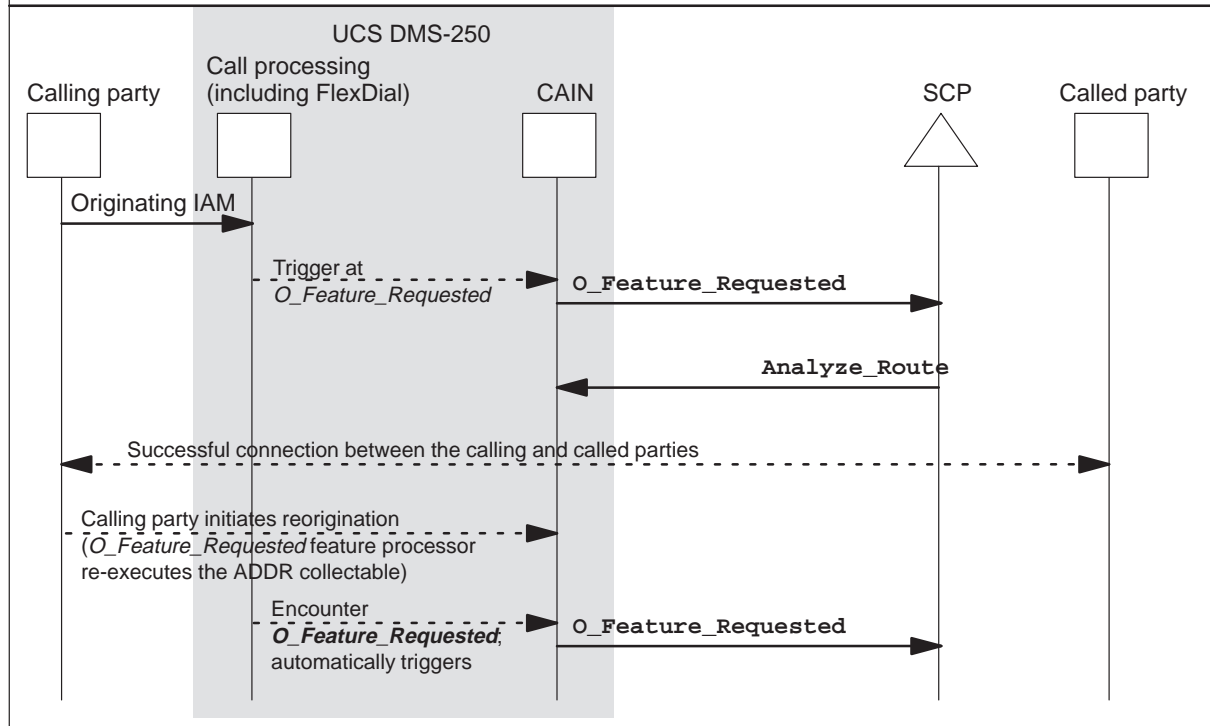 UCS DMS-250
Calling party
Call processing
(including FlexDial)
CAIN
SCP
Called party
Originating IAM
Trigger at
O_Feature_Requested
O_Feature_Requested
Analyze_Route
Successful connection between the calling and called parties
Calling party initiates reorigination
(O_Feature_Requested feature processor
re-executes the ADDR collectable)
Encounter
O_Feature_Requested;
automatically triggers
O_Feature_Requested